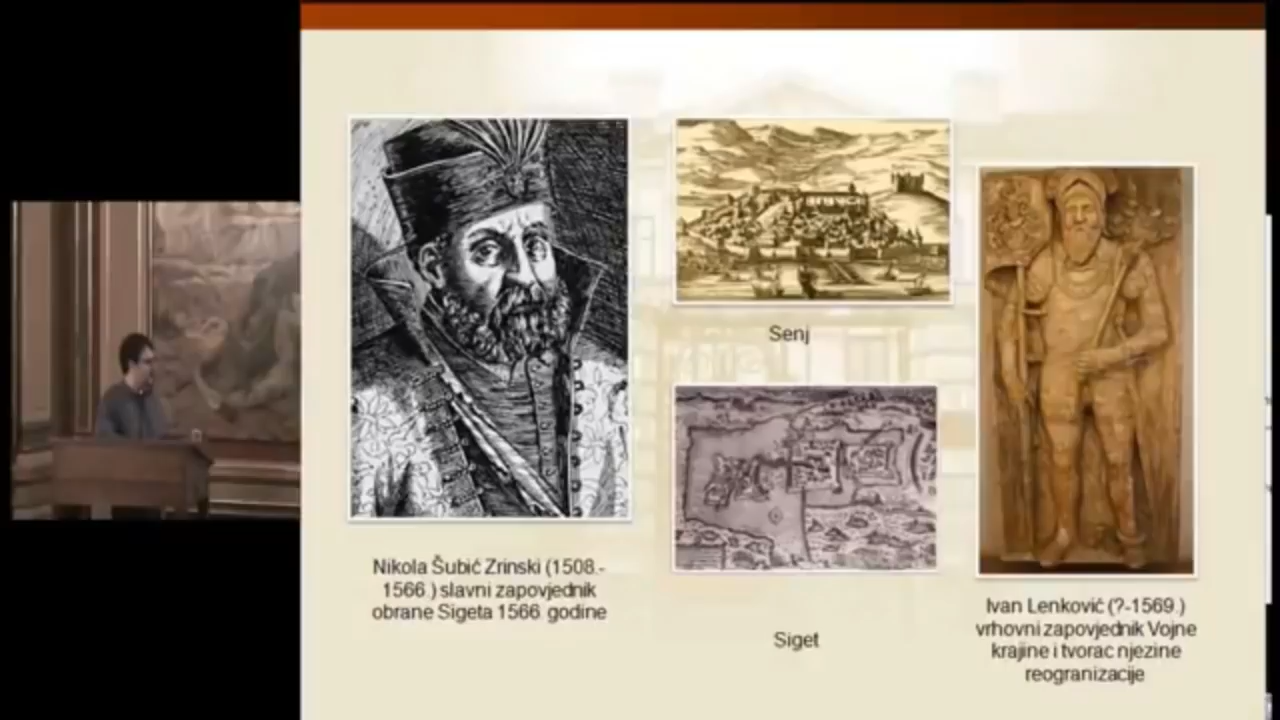 Senj
Nikola Šubić Zrinski (1508.-
1566.) slavni zapovjednik
obrane Sigeta 1566. godine
Siget
Ivan Lenković (?-1569.)
vrhovni zapovjednik Vojne
krajine i tvorac njezine
reogranizacije